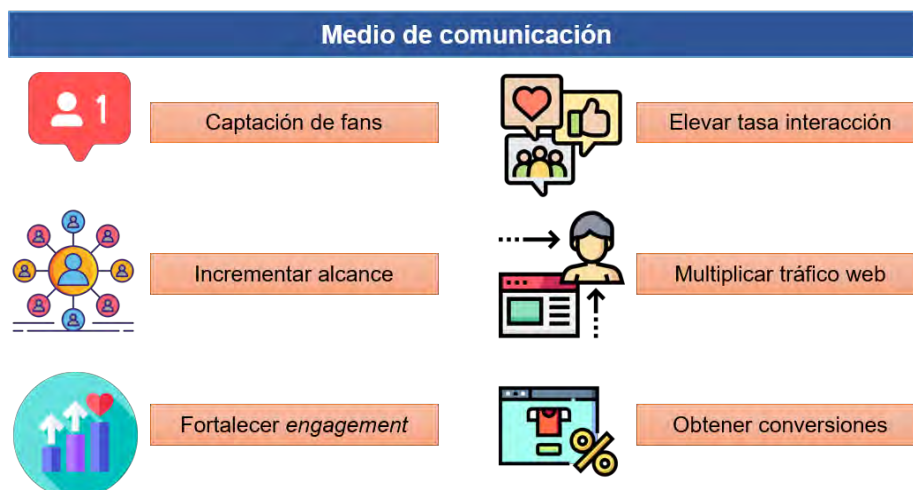 Medio de comunicación
1
Captación de fans
Elevar tasa interacción
Incrementar alcance
Multiplicar tráfico web
Fortalecer engagement
Obtener conversiones
%